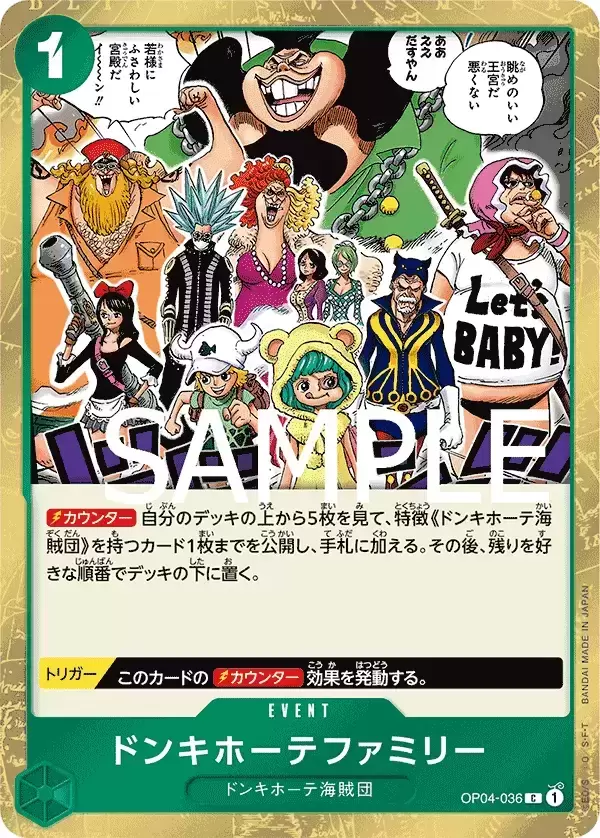 1
若様に
ふさわしい
宮殿だ
イ〜〜ン!!
ああ
ええ
だすやん
眺めのいい
王宮だ
悪くない
Let's
BABY!
SAMPLE
カウンター 自分のデッキの上から5枚を見て、特徴《ドンキホーテ海
賊団》を持つカード1枚までを公開し、手札に加える。その後、残りを好
きな順番でデッキの下に置く。
トリガー このカードの カウンター 効果を発動する。
EVENT
ドンキホーテファミリー
ドンキホーテ海賊団
OP04-036 C 1
BANDAI MADE IN JAPAN